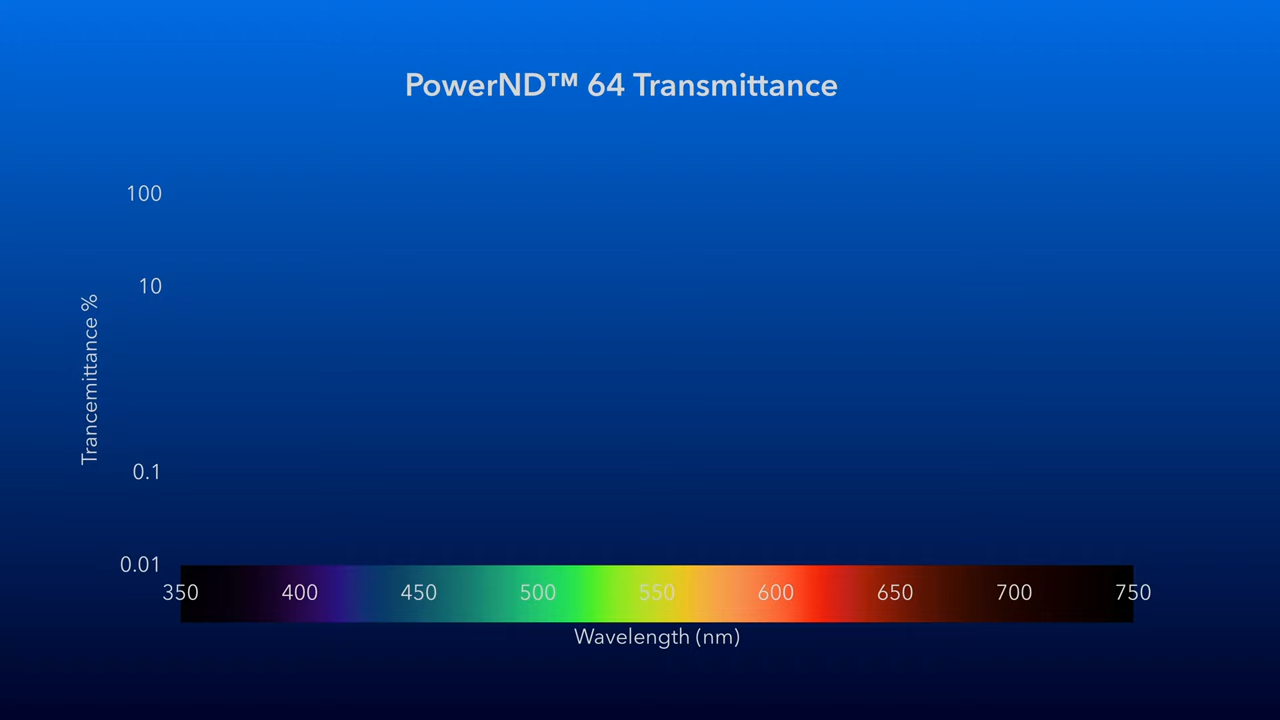 PowerND™ 64 Transmittance
100
10
Trancemittance %
0.1
0.01
350 400 450 500 550 600 650 700 750
Wavelength (nm)